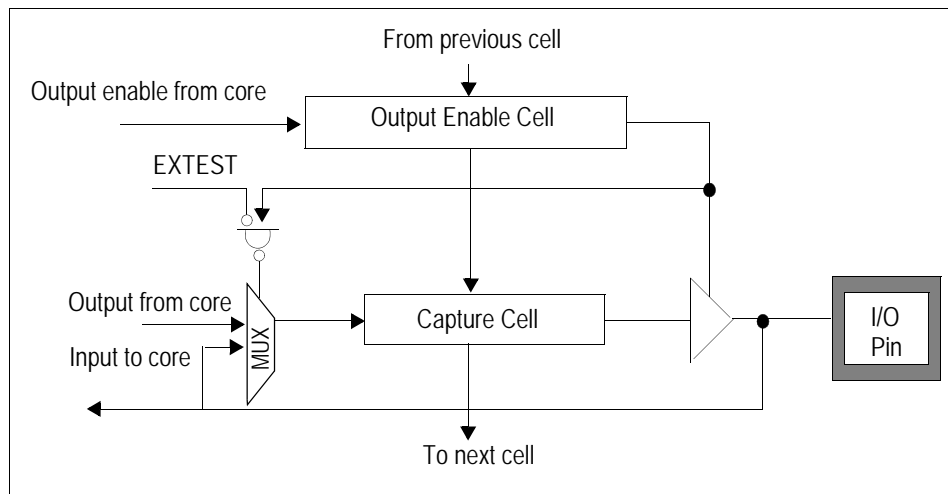 From previous cell
Output enable from core
Output Enable Cell
EXTEST
Output from core
Input to core
MUX
Capture Cell
I/O
Pin
To next cell